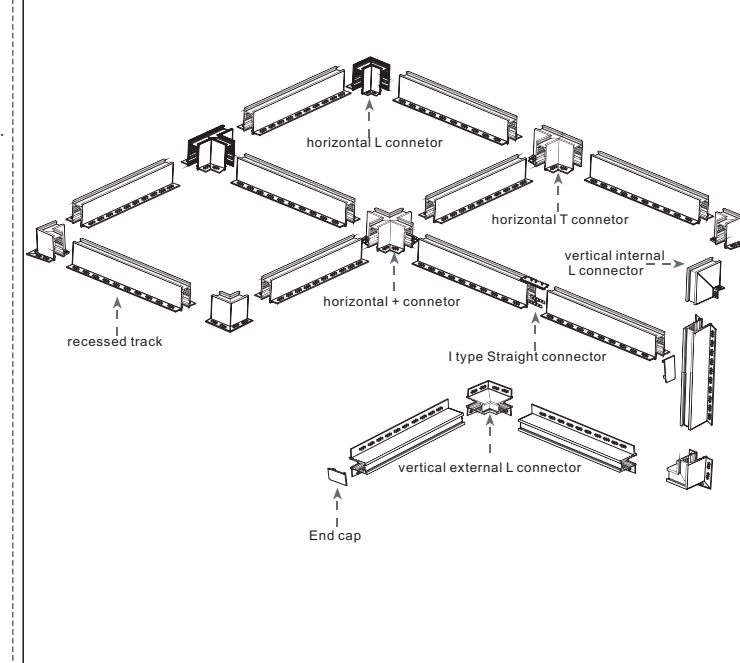 horizontal L connetor
horizontal T connetor
vertical internal
L connector
horizontal + connetor
recessed track
I type Straight connector
vertical external L connector
End cap